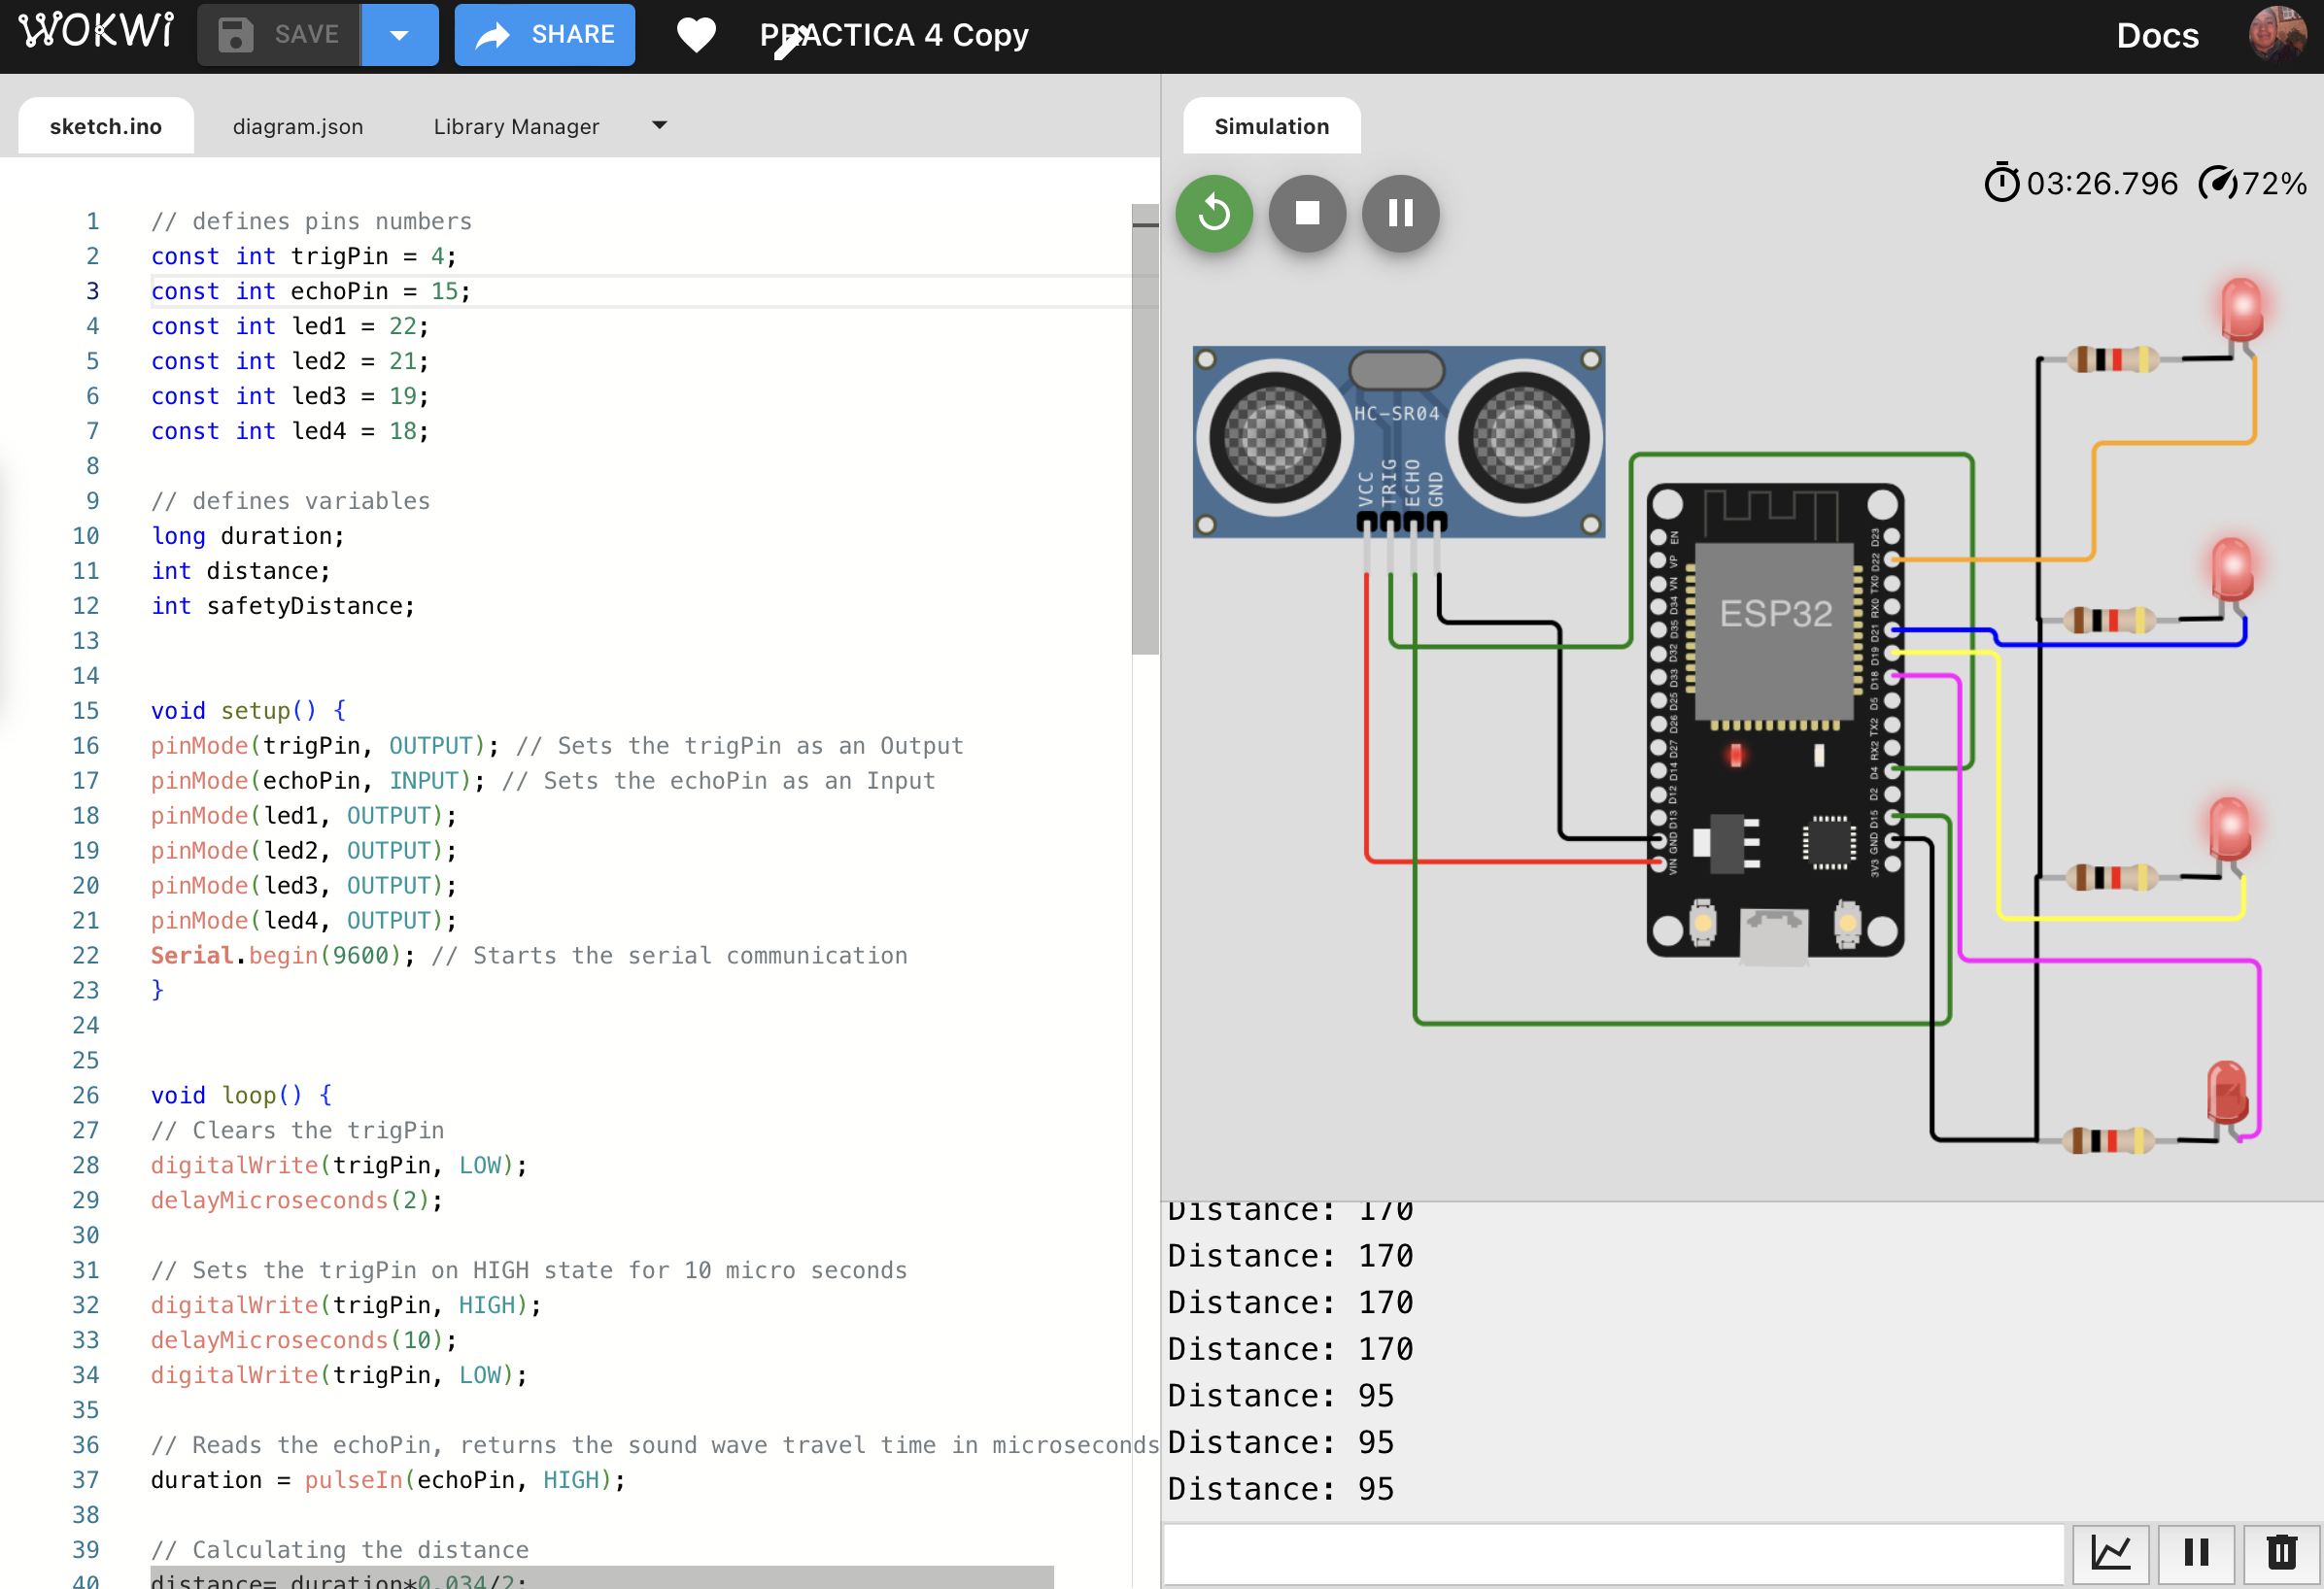 WOKWI
SAVE
SHARE
PRACTICA 4 Copy
Docs
sketch.ino
diagram.json
Library Manager
1 // defines pins numbers
2 const int trigPin = 4;
3 const int echoPin = 15;
4 const int led1 = 22;
5 const int led2 = 21;
6 const int led3 = 19;
7 const int led4 = 18;
8
9 // defines variables
10 long duration;
11 int distance;
12 int safetyDistance;
13
14
15 void setup() {
16 pinMode(trigPin, OUTPUT); // Sets the trigPin as an Output
17 pinMode(echoPin, INPUT); // Sets the echoPin as an Input
18 pinMode(led1, OUTPUT);
19 pinMode(led2, OUTPUT);
20 pinMode(led3, OUTPUT);
21 pinMode(led4, OUTPUT);
22 Serial.begin(9600); // Starts the serial communication
23 }
24
25
26 void loop() {
27 // Clears the trigPin
28 digitalWrite(trigPin, LOW);
29 delayMicroseconds(2);
30
31 // Sets the trigPin on HIGH state for 10 micro seconds
32 digitalWrite(trigPin, HIGH);
33 delayMicroseconds(10);
34 digitalWrite(trigPin, LOW);
35
36 // Reads the echoPin, returns the sound wave travel time in microseconds
37 duration = pulseIn(echoPin, HIGH);
38
39 // Calculating the distance
40 distance= duration*0.034/2;
Simulation
03:26.796
72%
HC-SR04
VCC
TRIG
ECHO
GND
ESP32
EN
VP
VN
D34
D35
D32
D33
D25
D26
D27
D14
D12
D13
GND
VIN
D23
D22
TX0
RX0
D21
D19
D18
D5
TX2
RX2
D4
D2
D15
GND
3V3
Distance: 170
Distance: 170
Distance: 170
Distance: 170
Distance: 95
Distance: 95
Distance: 95